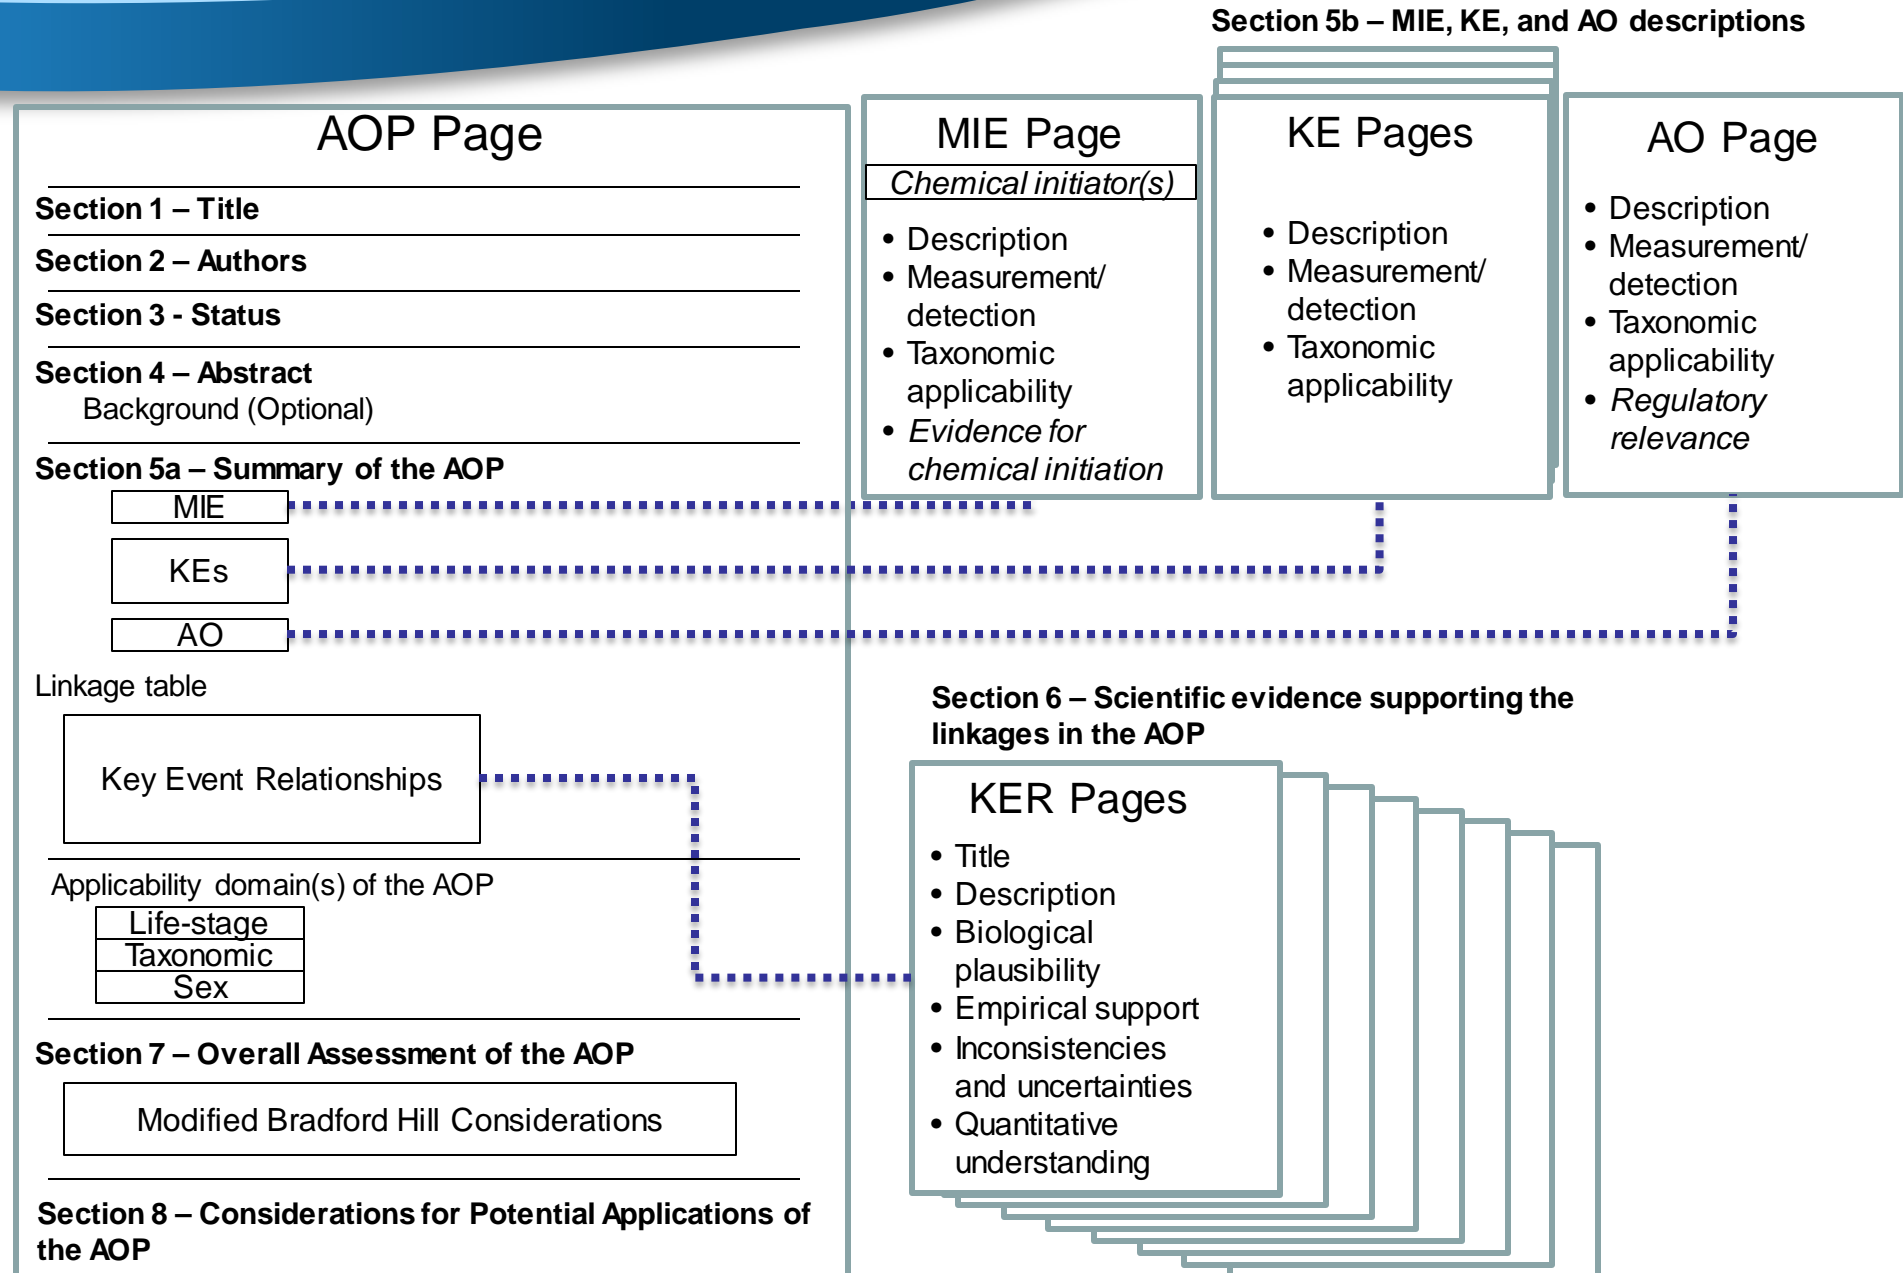 Section 5b – MIE, KE, and AO descriptions
AOP Page
Section 1 – Title
Section 2 – Authors
Section 3 - Status
Section 4 – Abstract
Background (Optional)
Section 5a – Summary of the AOP
MIE
KEs
AO
Linkage table
Key Event Relationships
Applicability domain(s) of the AOP
Life-stage
Taxonomic
Sex
Section 7 – Overall Assessment of the AOP
Modified Bradford Hill Considerations
Section 8 – Considerations for Potential Applications of
the AOP
MIE Page
Chemical initiator(s)
• Description
• Measurement/
detection
• Taxonomic
applicability
• Evidence for
chemical initiation
KE Pages
• Description
• Measurement/
detection
• Taxonomic
applicability
AO Page
• Description
• Measurement/
detection
• Taxonomic
applicability
• Regulatory
relevance
Section 6 – Scientific evidence supporting the
linkages in the AOP
KER Pages
• Title
• Description
• Biological
plausibility
• Empirical support
• Inconsistencies
and uncertainties
• Quantitative
understanding